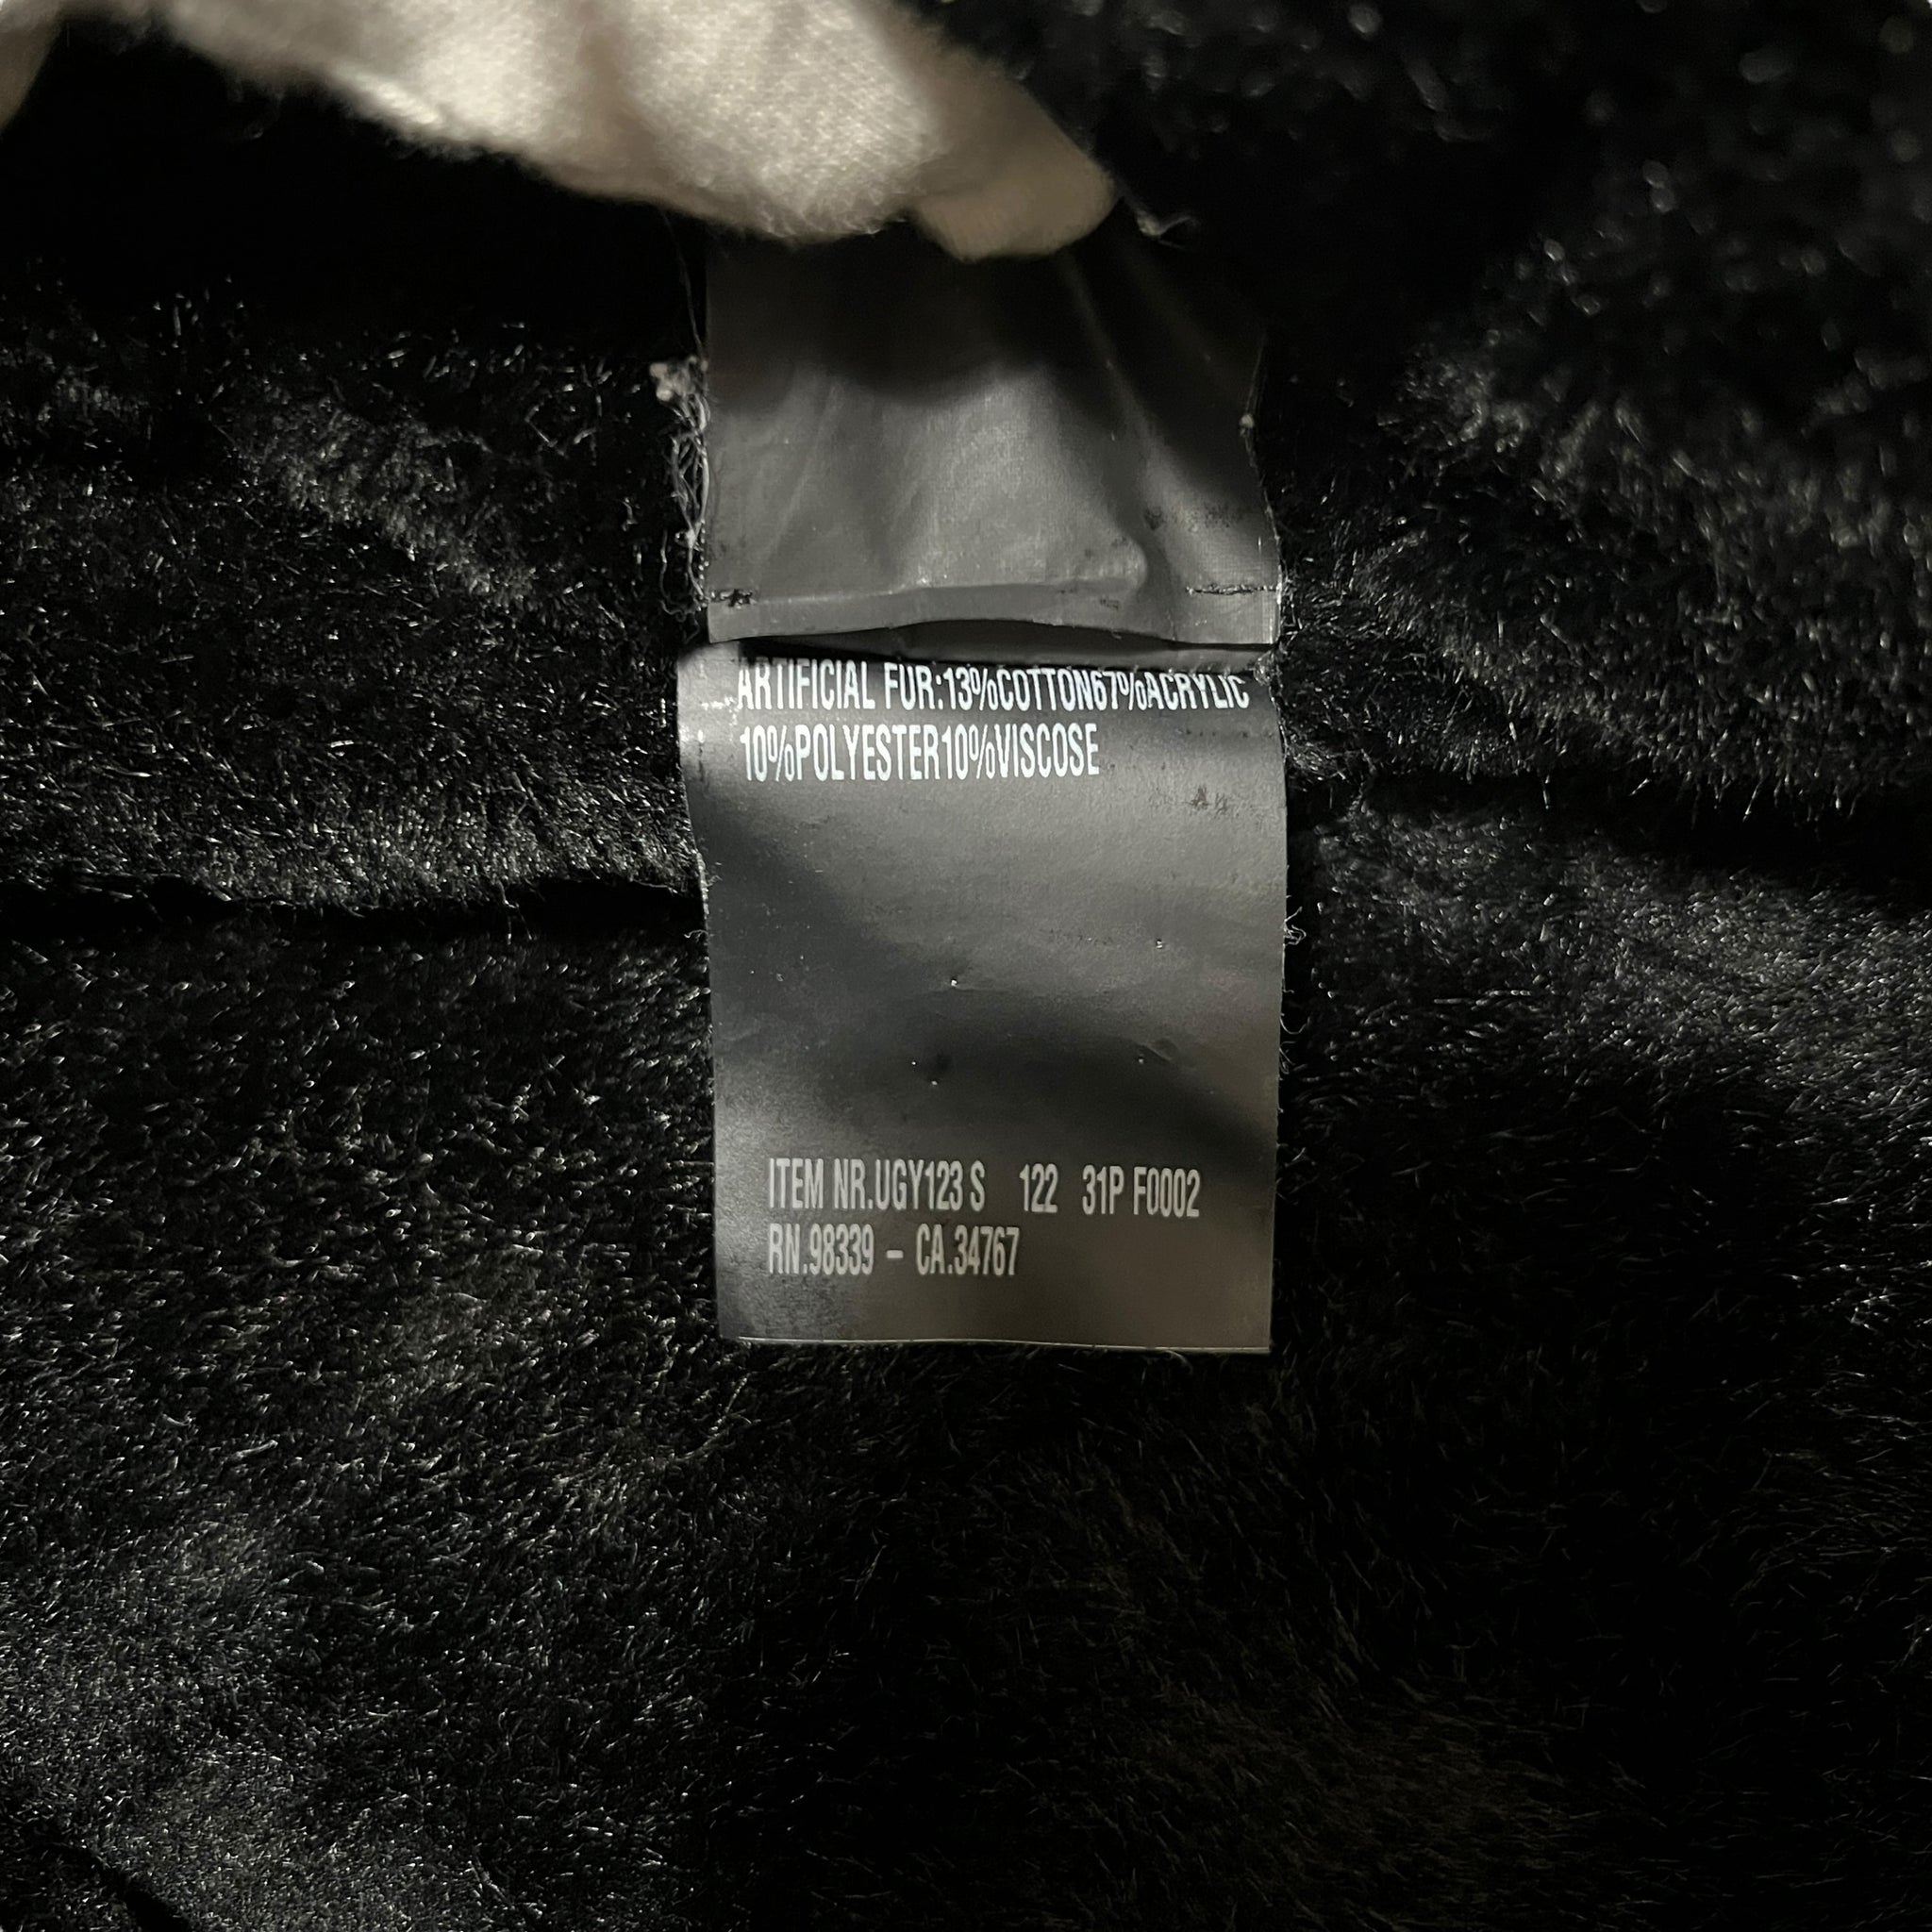 ARTIFICIAL FUR:13%COTTON67%ACRYLIC
10%POLYESTER10%VISCOSE
ITEM NR.UGY123 S 122 31P F0002
RN.98339 - CA.34767